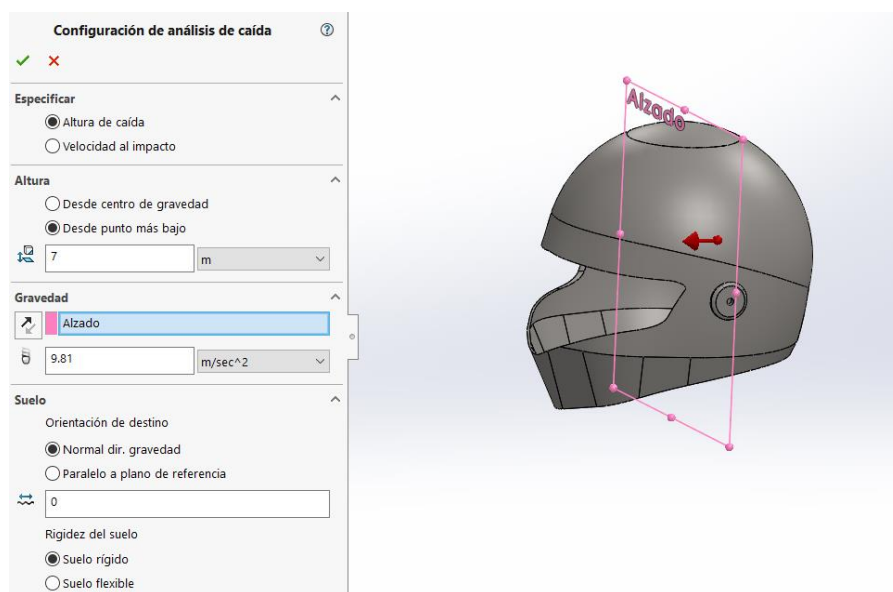 Configuración de análisis de caída
Especificar
Altura de caída
Velocidad al impacto
Altura
Desde centro de gravedad
Desde punto más bajo
7 m
Gravedad
Alzado
9.81 m/sec^2
Suelo
Orientación de destino
Normal dir. gravedad
Paralelo a plano de referencia
0
Rigidez del suelo
Suelo rígido
Suelo flexible
Alzado